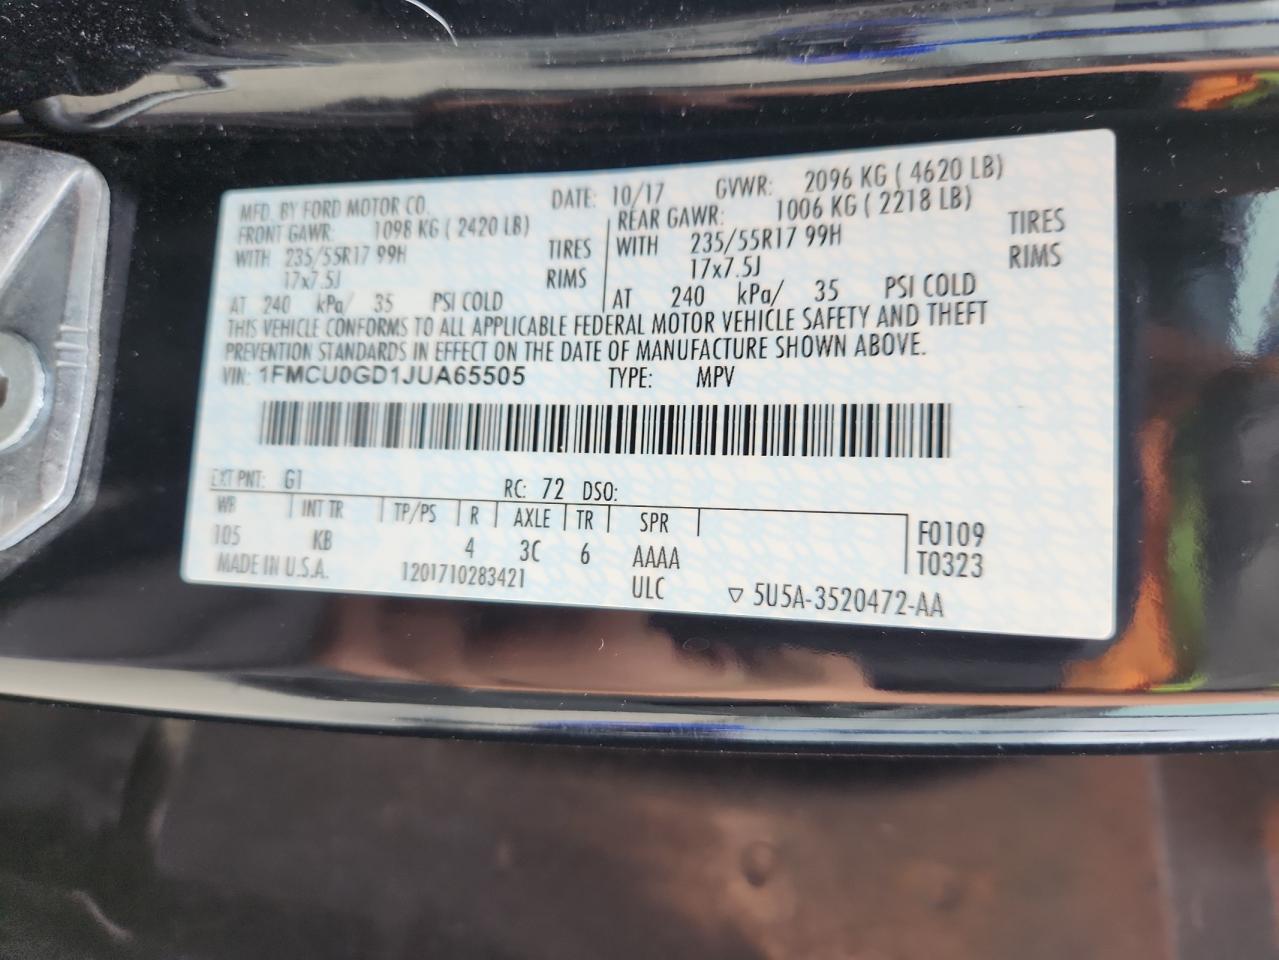 MFD. BY FORD MOTOR CO. DATE: 10/17 GVWR: 2096 KG ( 4620 LB)
FRONT GAWR: 1098 KG ( 2420 LB) REAR GAWR: 1006 KG ( 2218 LB)
WITH 235/55R17 99H TIRES WITH 235/55R17 99H TIRES
17x7.5J RIMS 17x7.5J RIMS
AT 240 kPa/ 35 PSI COLD AT 240 kPa/ 35 PSI COLD
THIS VEHICLE CONFORMS TO ALL APPLICABLE FEDERAL MOTOR VEHICLE SAFETY AND THEFT
PREVENTION STANDARDS IN EFFECT ON THE DATE OF MANUFACTURE SHOWN ABOVE.
VIN: 1FMCU0GD1JUA65505 TYPE: MPV
EXT PNT: G1 RC: 72 DSO:
WB INT TR TP/PS R AXLE TR SPR F0109
105 KB 4 3C 6 AAAA T0323
MADE IN U.S.A. 1201710283421 ULC ▽ 5U5A-3520472-AA